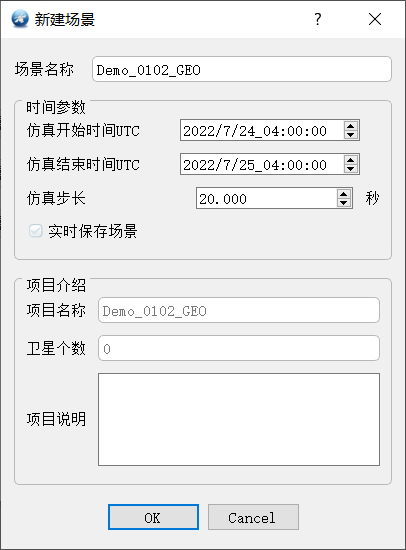 新建场景
?
场景名称 Demo_0102_GEO
时间参数
仿真开始时间UTC 2022/7/24_04:00:00
仿真结束时间UTC 2022/7/25_04:00:00
仿真步长 20.000 秒
实时保存场景
项目介绍
项目名称 Demo_0102_GEO
卫星个数 0
项目说明
OK Cancel